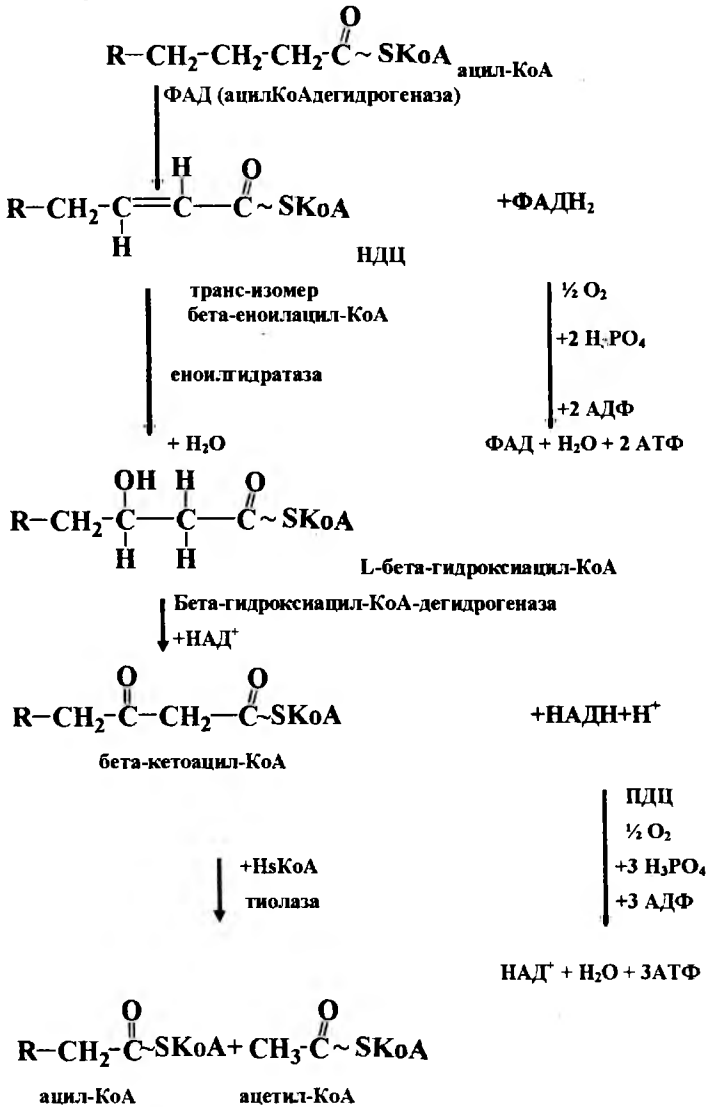 O
R–CH₂-CH₂-CH₂-C ~ SKoA ацил-КоА
ФАД (ацилКоАдегидрогеназа)
H O
R–CH₂-C=C–C~SKoA +ФАДН₂
H
НДЦ
транс-изомер ½ O₂
бета-еноилацил-КоА
+2 H₃PO₄
еноилгидратаза
+2 АДФ
+ H₂O ФАД + H₂O + 2 АТФ
OH H O
R–CH₂-C–C–C~SKoA
H H
L-бета-гидроксиацил-КоА
Бета-гидроксиацил-КоА-дегидрогеназа
+НАД⁺
O O
R–CH₂-C–CH₂–C~SKoA +НАДН+Н⁺
бета-кетоацил-КоА
ПДЦ
½ O₂
+HsKoA +3 H₃PO₄
тиолаза +3 АДФ
НАД⁺ + H₂O + 3АТФ
O O
R–CH₂-C~SKoA+ CH₃-C~SKoA
ацил-КоА ацетил-КоА